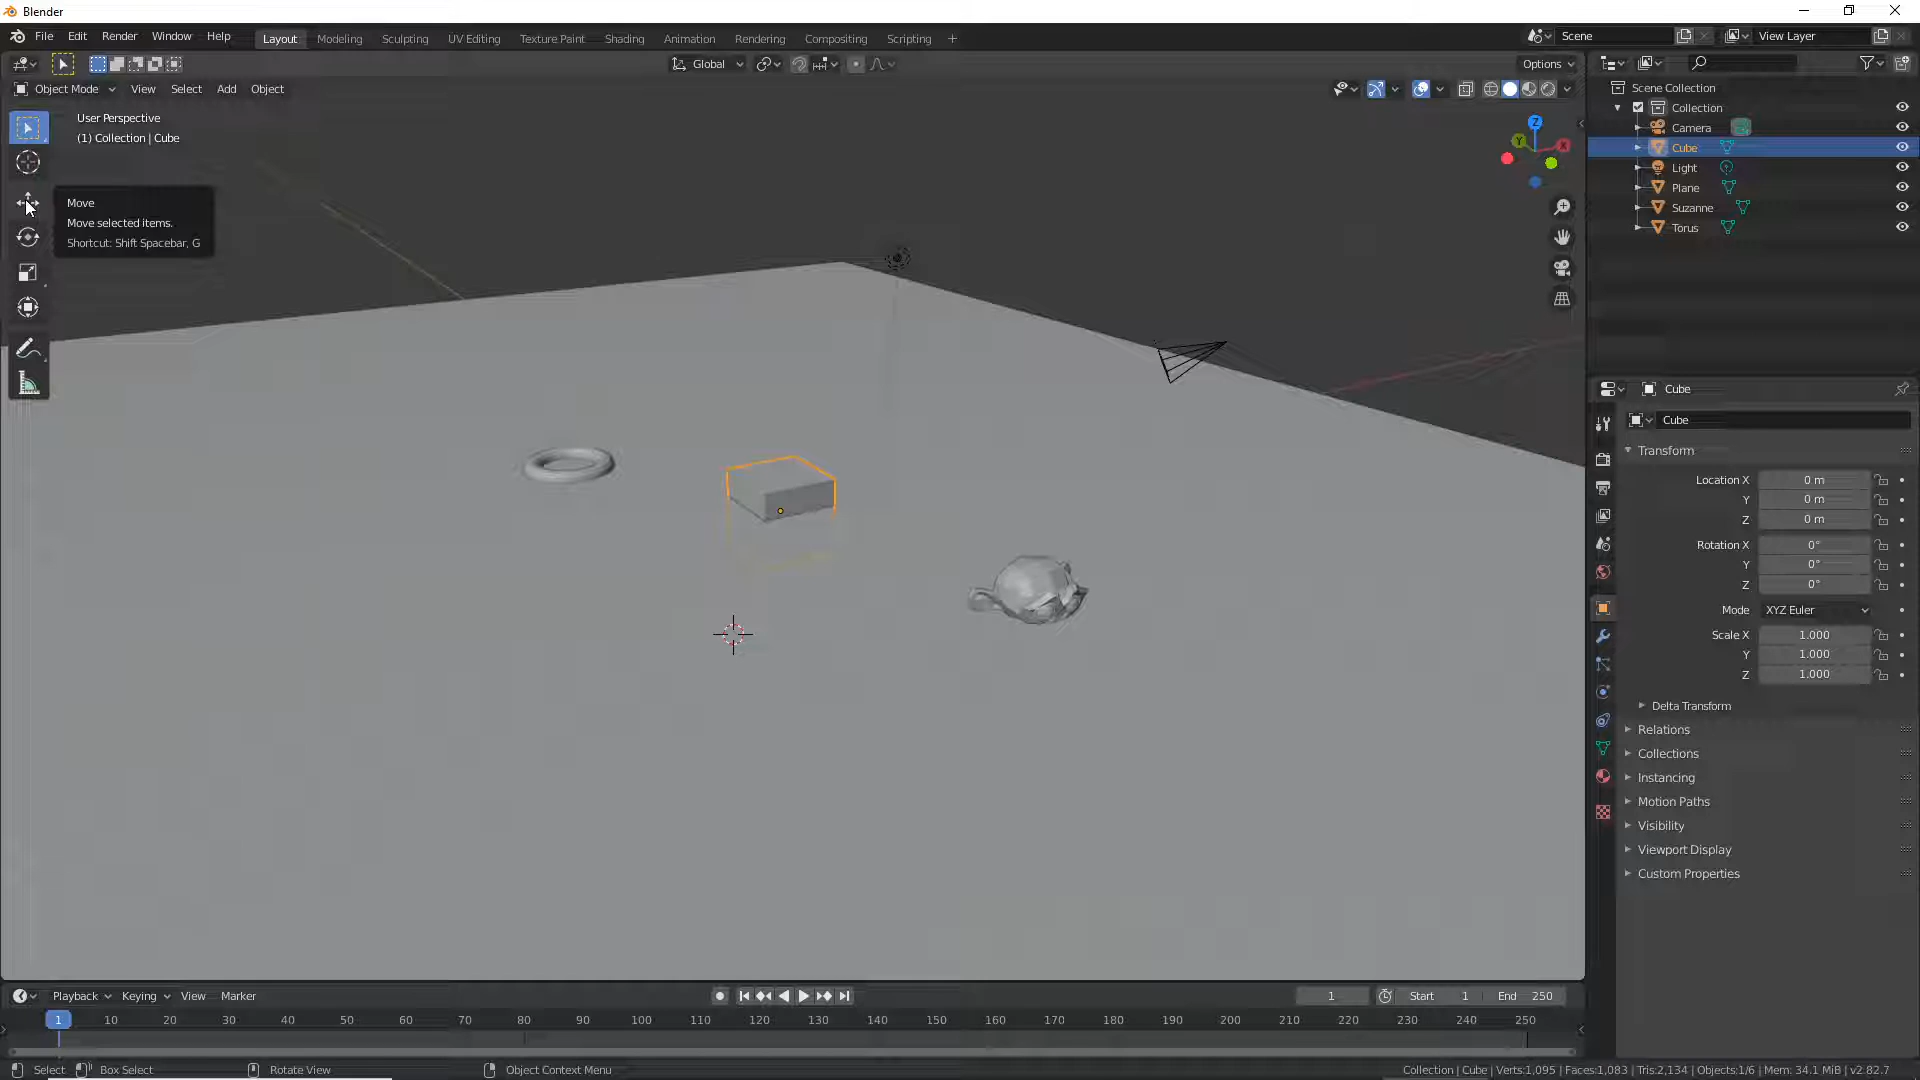 Blender
File Edit Render Window Help Layout Modeling Sculpting UV Editing Texture Paint Shading Animation Rendering Compositing Scripting + Scene View Layer
Global Options
Object Mode View Select Add Object
User Perspective
(1) Collection | Cube
Move
Move selected items.
Shortcut: Shift Spacebar, G
Z
Y
X
Scene Collection
Collection
Camera
Cube
Light
Plane
Suzanne
Torus
Cube
Cube
Transform
Location X 0 m
Y 0 m
Z 0 m
Rotation X 0°
Y 0°
Z 0°
Mode XYZ Euler
Scale X 1.000
Y 1.000
Z 1.000
Delta Transform
Relations
Collections
Instancing
Motion Paths
Visibility
Viewport Display
Custom Properties
Playback Keying View Marker 1 Start 1 End 250
1 10 20 30 40 50 60 70 80 90 100 110 120 130 140 150 160 170 180 190 200 210 220 230 240 250
Select Box Select Rotate View Object Context Menu Collection | Cube | Verts:1,095 | Faces:1,083 | Tris:2,134 | Objects:1/6 | Mem: 34.1 MiB | v2.82.7